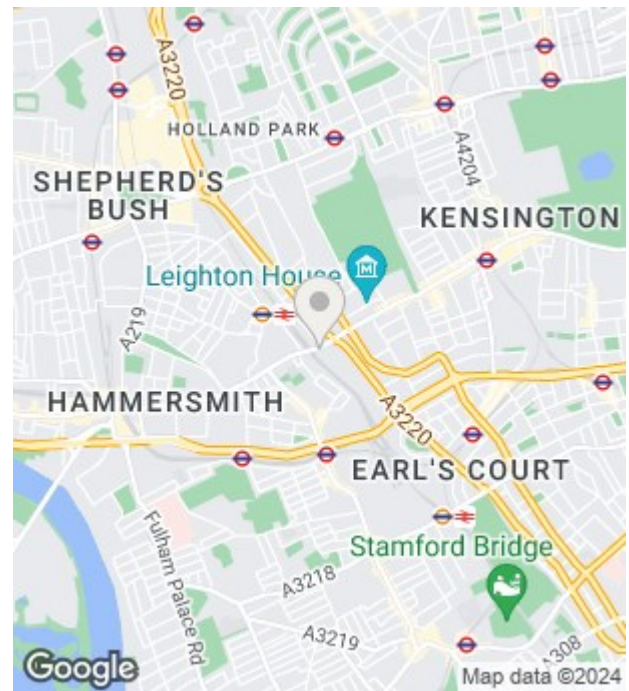 A3220
HOLLAND PARK
A4204
SHEPHERD'S
BUSH
KENSINGTON
Leighton House
M
A219
HAMMERSMITH
A3220
EARL'S COURT
Stamford Bridge
Fulham Palace Rd
A3218
A3219
A308
Google
Map data ©2024